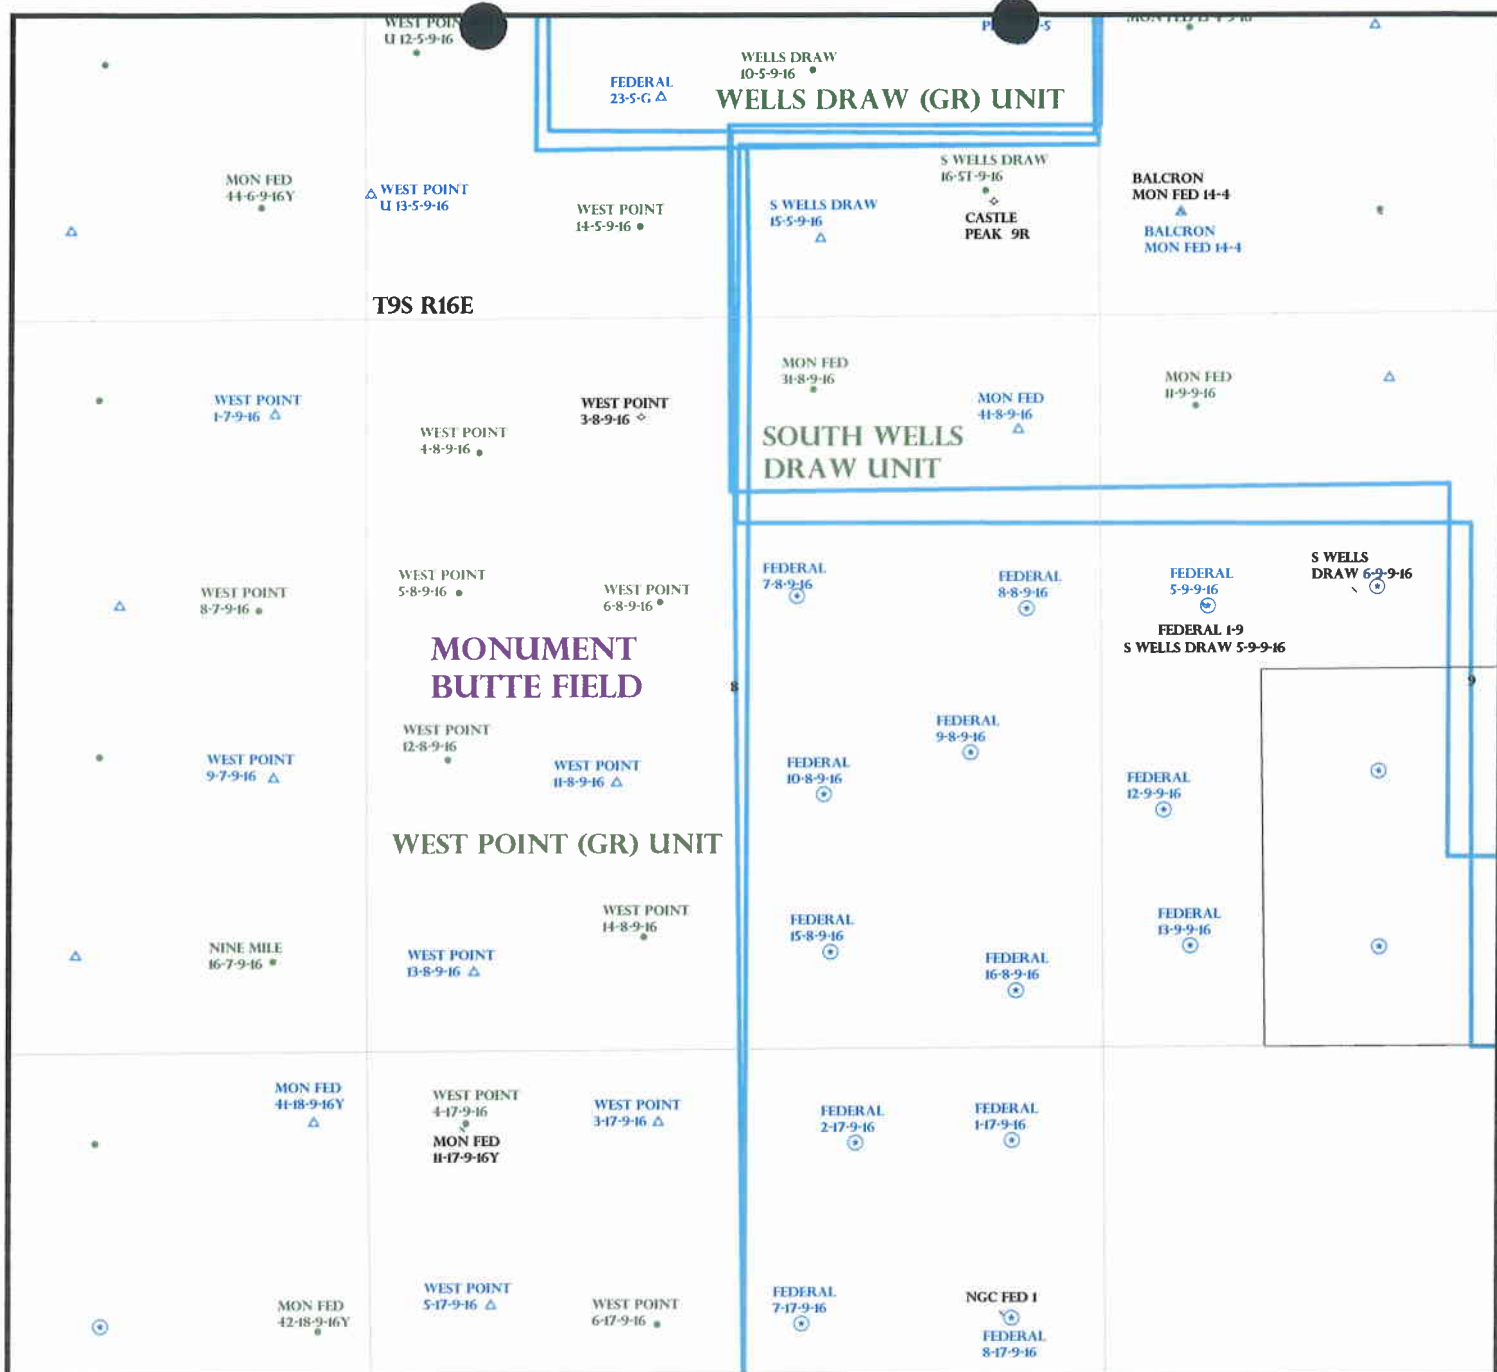 WEST POIN
U 12-5-9-16
WELLS DRAW
10-5-9-16
FEDERAL
23-5-G
WELLS DRAW (GR) UNIT
MON FED
44-6-9-16Y
WEST POINT
U 13-5-9-16
WEST POINT
14-5-9-16
S WELLS DRAW
15-5-9-16
S WELLS DRAW
16-5T-9-16
CASTLE
PEAK 9R
BALCRON
MON FED 14-4
BALCRON
MON FED 14-4
T9S R16E
WEST POINT
1-7-9-16
WEST POINT
4-8-9-16
WEST POINT
3-8-9-16
MON FED
31-8-9-16
MON FED
41-8-9-16
MON FED
11-9-9-16
SOUTH WELLS
DRAW UNIT
WEST POINT
8-7-9-16
WEST POINT
5-8-9-16
WEST POINT
6-8-9-16
FEDERAL
7-8-9-16
FEDERAL
8-8-9-16
FEDERAL
5-9-9-16
FEDERAL 1-9
S WELLS DRAW 5-9-9-16
S WELLS
DRAW 6-9-9-16
MONUMENT
BUTTE FIELD
8
9
WEST POINT
9-7-9-16
WEST POINT
12-8-9-16
WEST POINT
11-8-9-16
FEDERAL
10-8-9-16
FEDERAL
9-8-9-16
FEDERAL
12-9-9-16
WEST POINT (GR) UNIT
NINE MILE
16-7-9-16
WEST POINT
13-8-9-16
WEST POINT
14-8-9-16
FEDERAL
15-8-9-16
FEDERAL
16-8-9-16
FEDERAL
13-9-9-16
MON FED
41-18-9-16Y
WEST POINT
4-17-9-16
MON FED
11-17-9-16Y
WEST POINT
3-17-9-16
FEDERAL
2-17-9-16
FEDERAL
1-17-9-16
MON FED
42-18-9-16Y
WEST POINT
5-17-9-16
WEST POINT
6-17-9-16
FEDERAL
7-17-9-16
NGC FED 1
FEDERAL
8-17-9-16